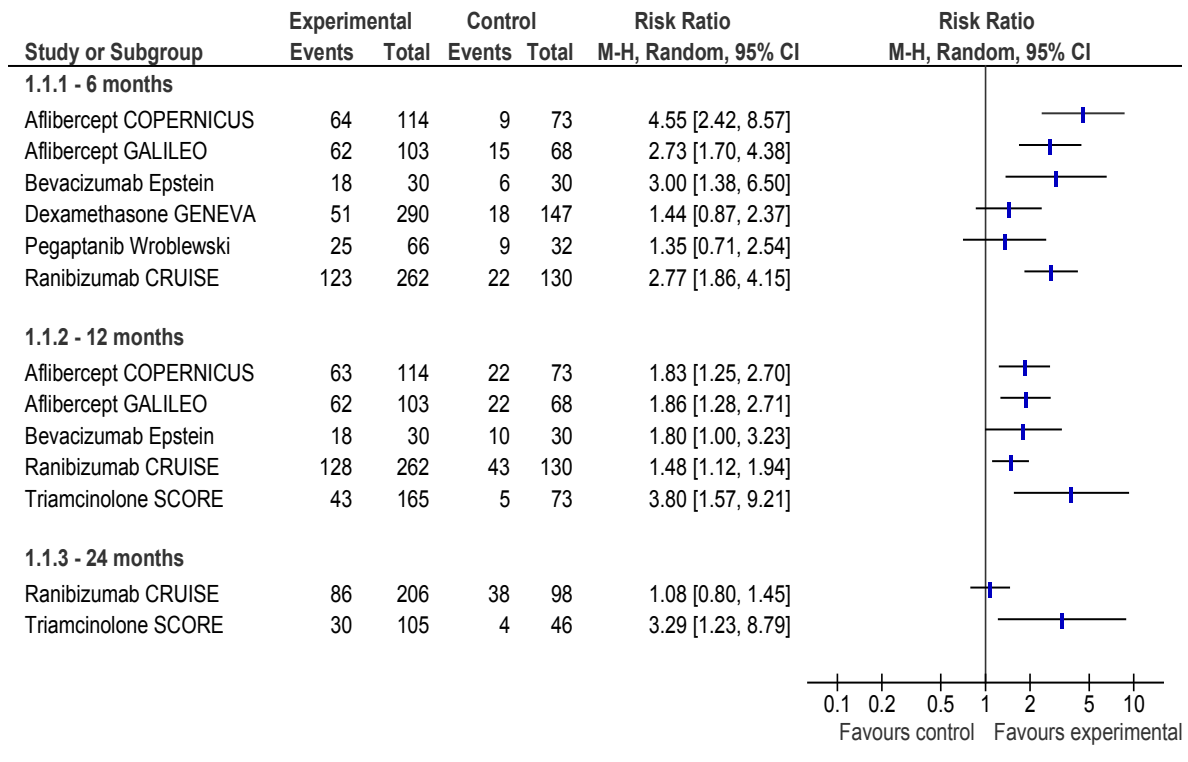 Experimental Control Risk Ratio Risk Ratio
Study or Subgroup Events Total Events Total M-H, Random, 95% CI M-H, Random, 95% CI
1.1.1 - 6 months
Aflibercept COPERNICUS 64 114 9 73 4.55 [2.42, 8.57]
Aflibercept GALILEO 62 103 15 68 2.73 [1.70, 4.38]
Bevacizumab Epstein 18 30 6 30 3.00 [1.38, 6.50]
Dexamethasone GENEVA 51 290 18 147 1.44 [0.87, 2.37]
Pegaptanib Wroblewski 25 66 9 32 1.35 [0.71, 2.54]
Ranibizumab CRUISE 123 262 22 130 2.77 [1.86, 4.15]
1.1.2 - 12 months
Aflibercept COPERNICUS 63 114 22 73 1.83 [1.25, 2.70]
Aflibercept GALILEO 62 103 22 68 1.86 [1.28, 2.71]
Bevacizumab Epstein 18 30 10 30 1.80 [1.00, 3.23]
Ranibizumab CRUISE 128 262 43 130 1.48 [1.12, 1.94]
Triamcinolone SCORE 43 165 5 73 3.80 [1.57, 9.21]
1.1.3 - 24 months
Ranibizumab CRUISE 86 206 38 98 1.08 [0.80, 1.45]
Triamcinolone SCORE 30 105 4 46 3.29 [1.23, 8.79]
0.1 0.2 0.5 1 2 5 10
Favours control Favours experimental